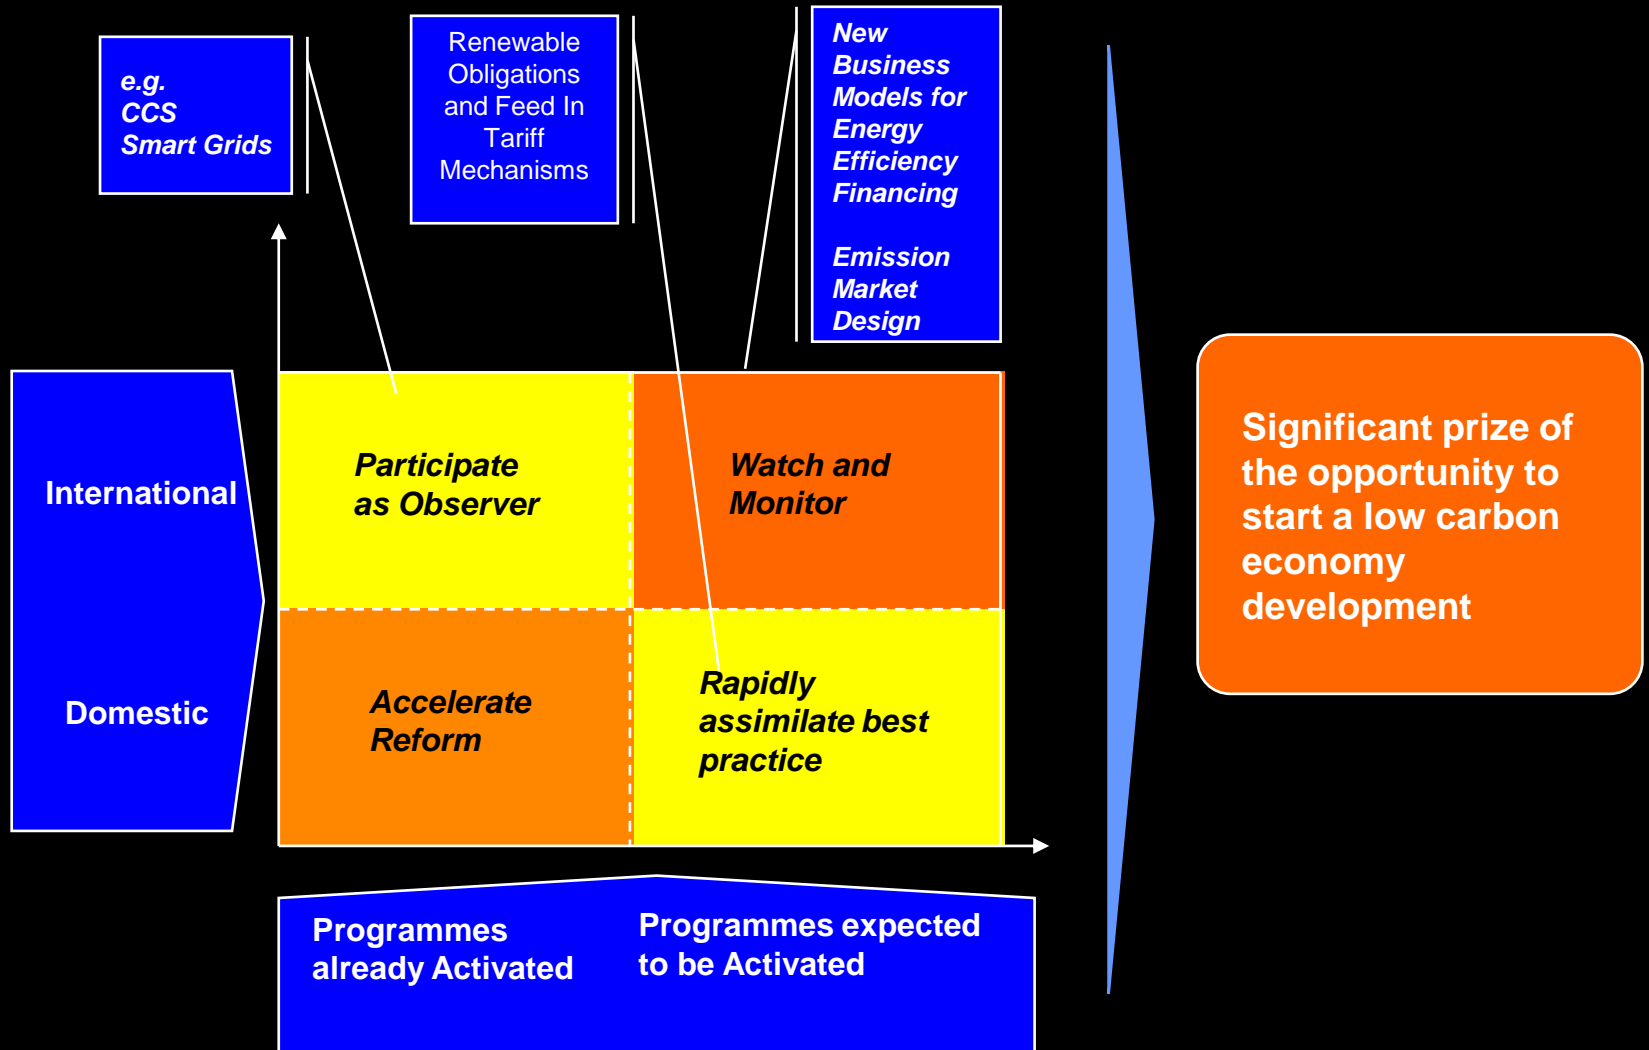 e.g.
CCS
Smart Grids
Renewable
Obligations
and Feed In
Tariff
Mechanisms
New
Business
Models for
Energy
Efficiency
Financing
Emission
Market
Design
International
Domestic
Participate
as Observer
Watch and
Monitor
Accelerate
Reform
Rapidly
assimilate best
practice
Programmes
already Activated
Programmes expected
to be Activated
Significant prize of
the opportunity to
start a low carbon
economy
development